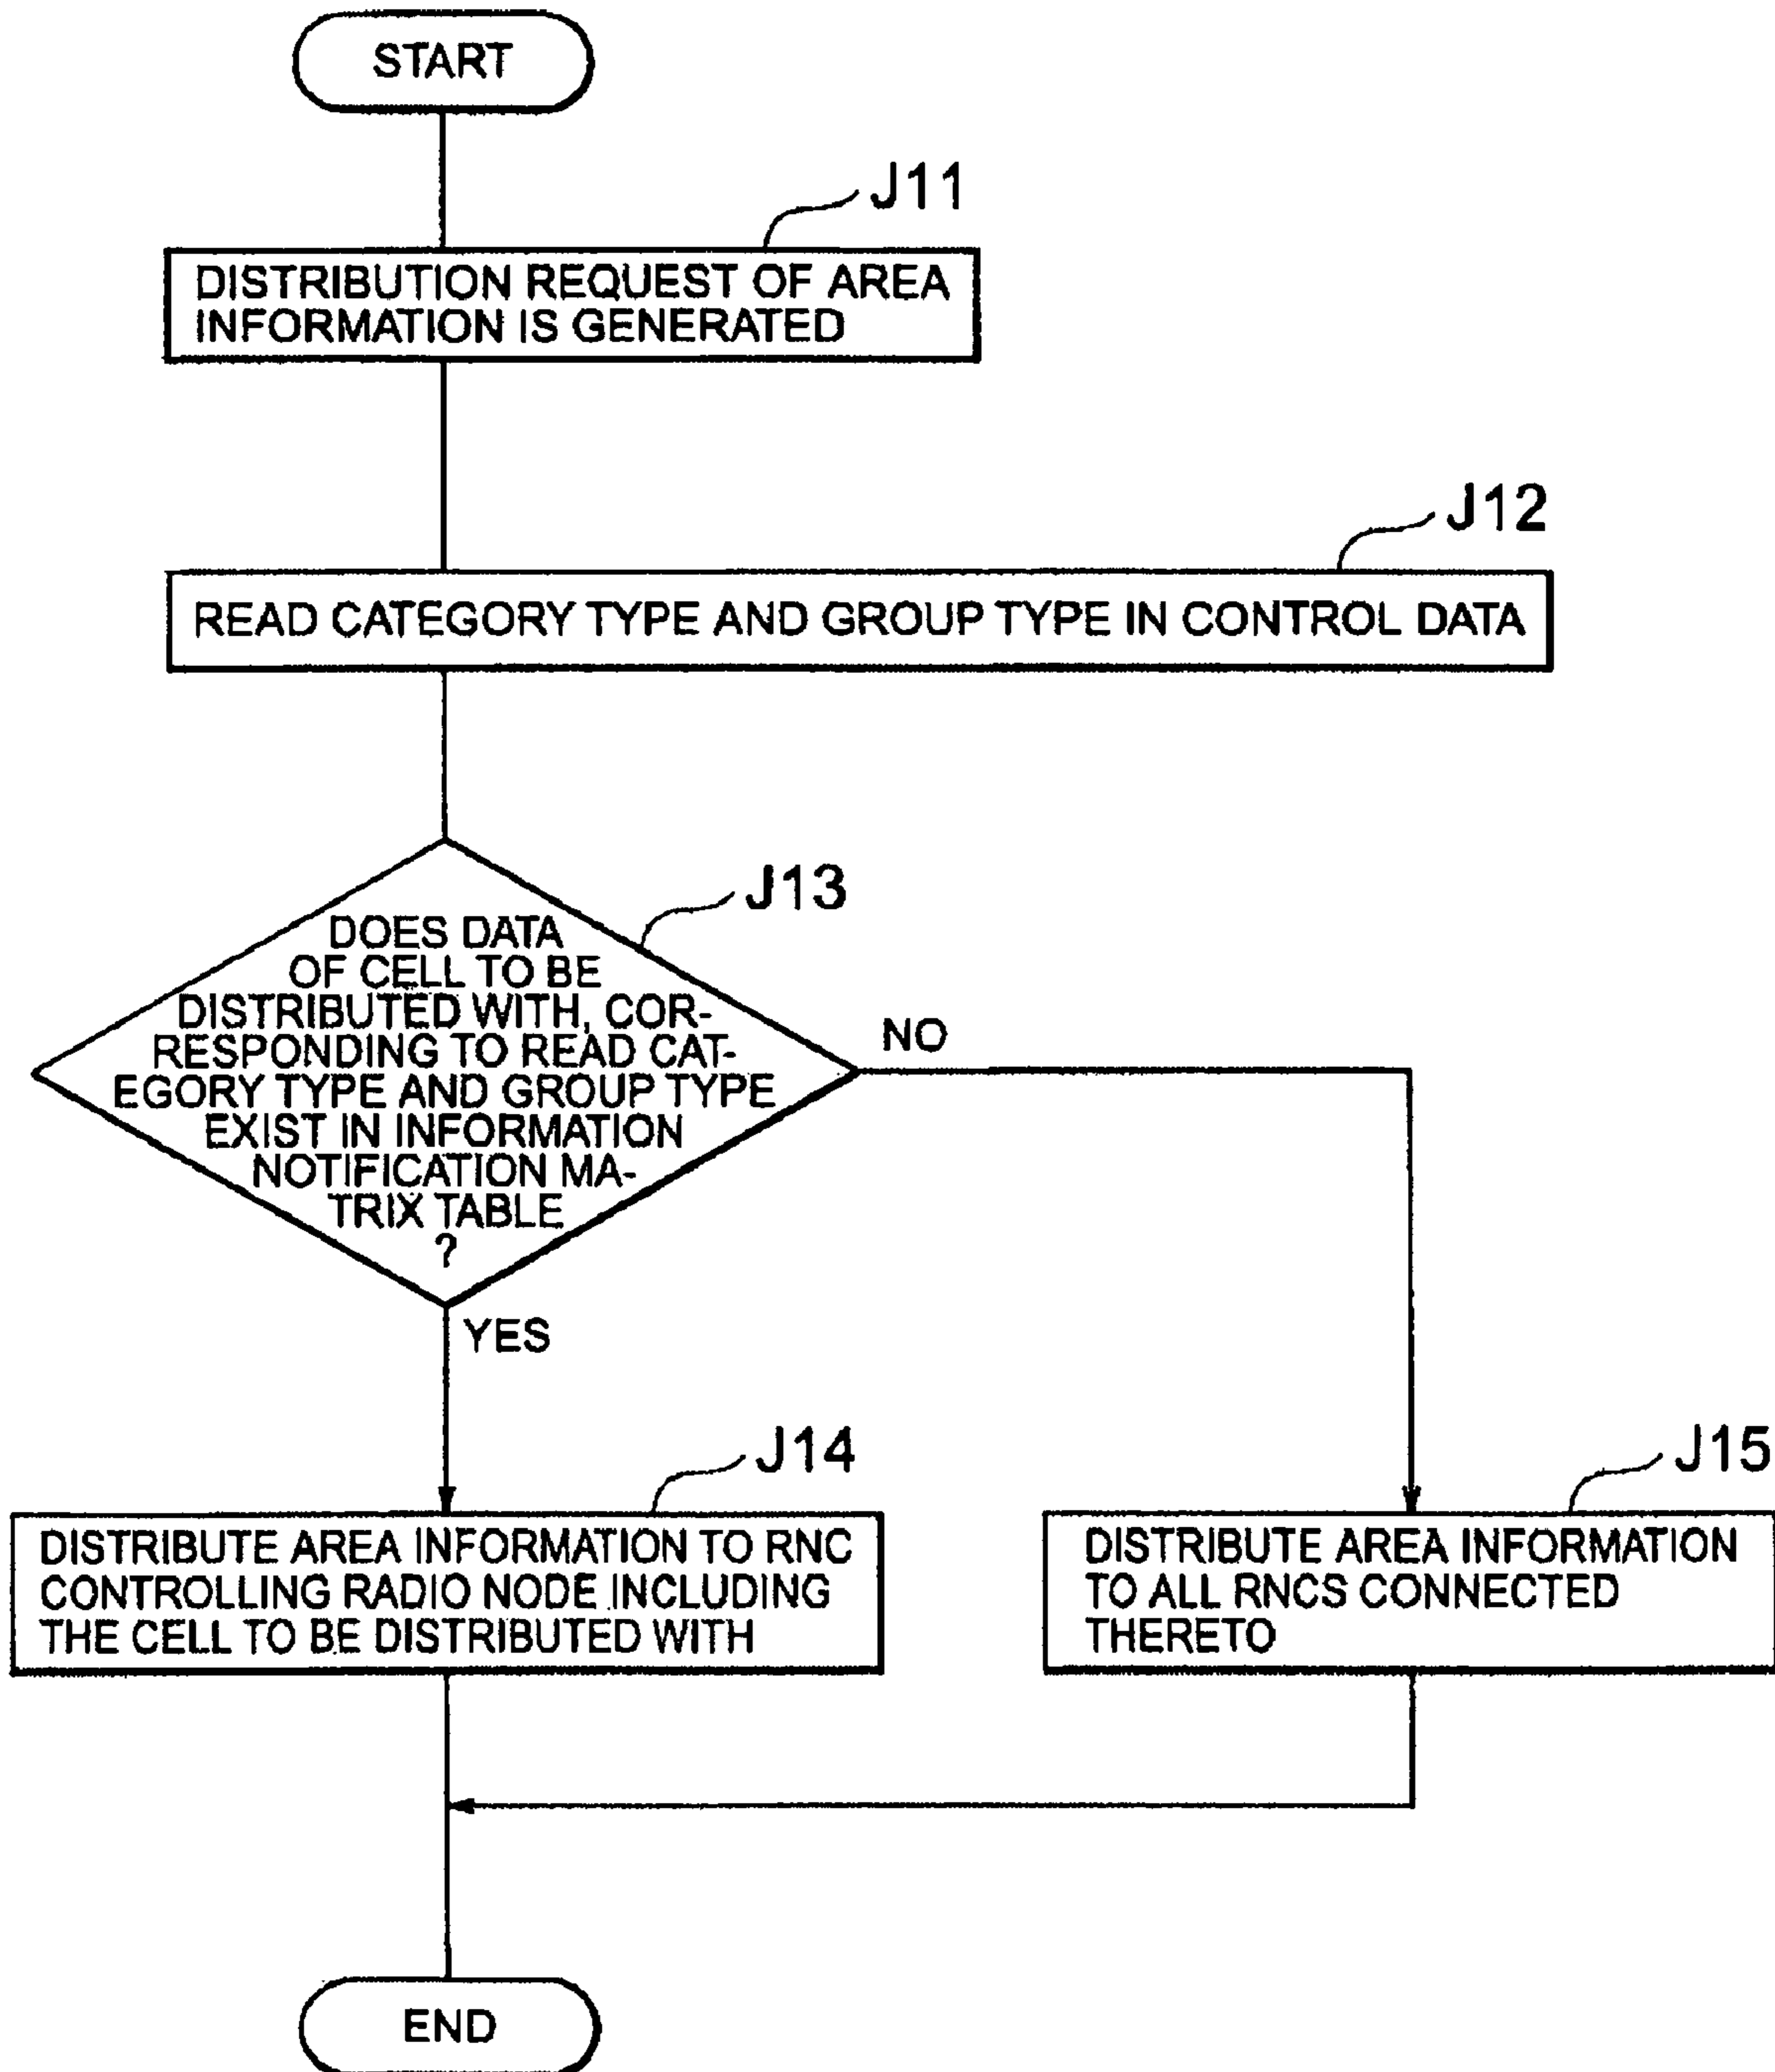 START
J11
DISTRIBUTION REQUEST OF AREA
INFORMATION IS GENERATED
J12
READ CATEGORY TYPE AND GROUP TYPE IN CONTROL DATA
J13
DOES DATA
OF CELL TO BE
DISTRIBUTED WITH, COR-
RESPONDING TO READ CAT-
EGORY TYPE AND GROUP TYPE
EXIST IN INFORMATION
NOTIFICATION MA-
TRIX TABLE
?
NO
YES
J14
DISTRIBUTE AREA INFORMATION TO RNC
CONTROLLING RADIO NODE INCLUDING
THE CELL TO BE DISTRIBUTED WITH
J15
DISTRIBUTE AREA INFORMATION
TO ALL RNCS CONNECTED
THERETO
END